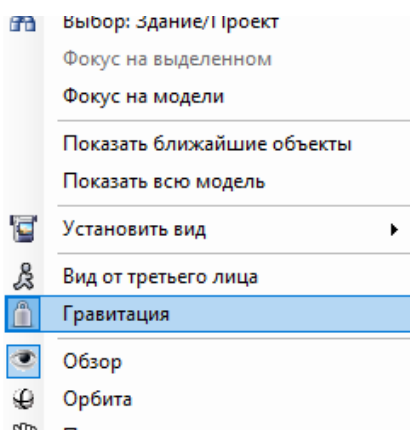 Выбор: Здание/Проект
Фокус на выделенном
Фокус на модели
Показать ближайшие объекты
Показать всю модель
Установить вид
Вид от третьего лица
Гравитация
Обзор
Орбита